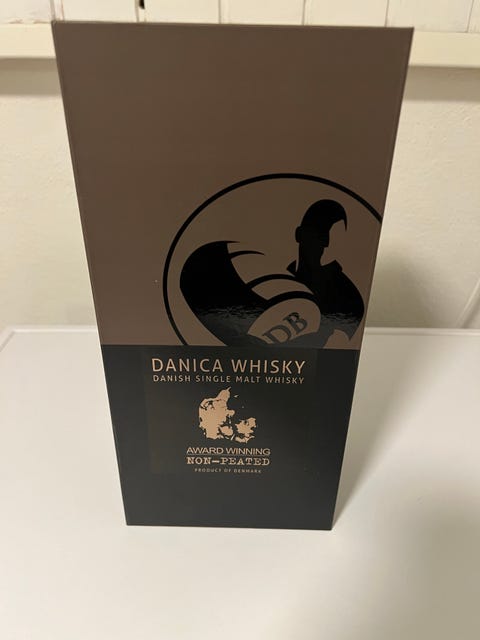 DB
DANICA WHISKY
DANISH SINGLE MALT WHISKY
AWARD WINNING
NON-PEATED
PRODUCT OF DENMARK